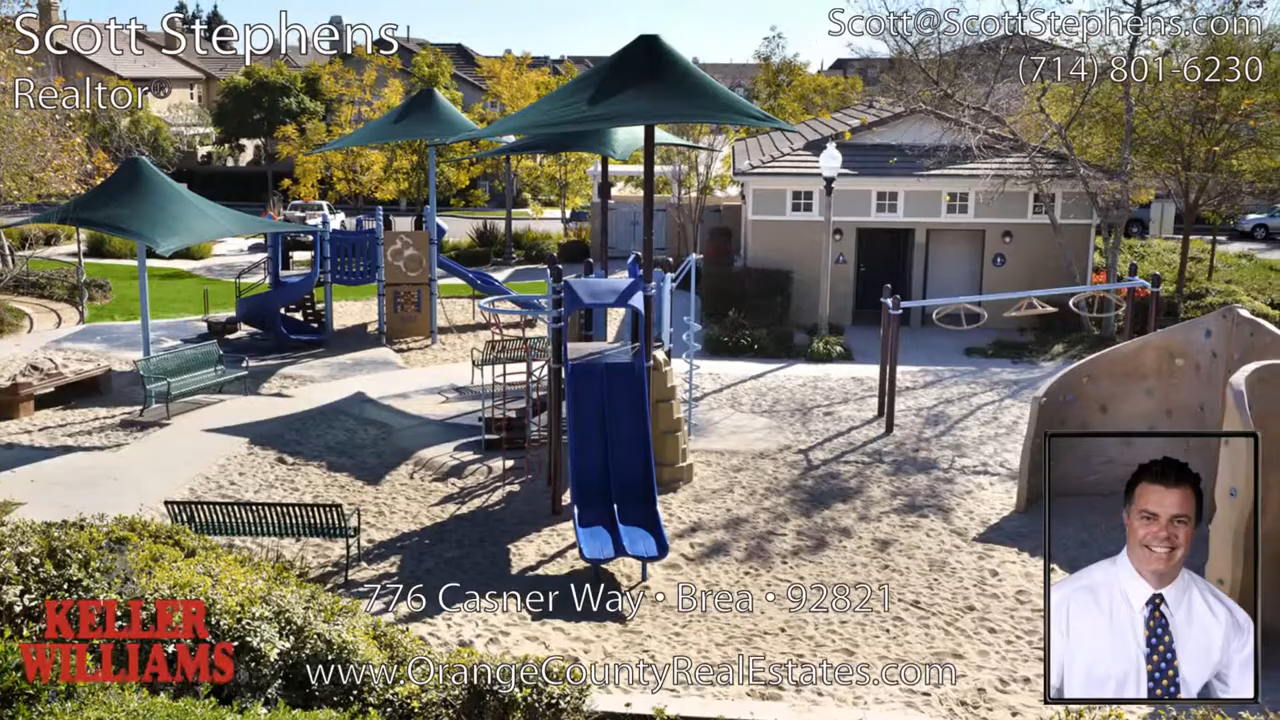 Scott Stephens
Realtor®
Scott@ScottStephens.com
(714) 801-6230
776 Casner Way • Brea • 92821
www.OrangeCountyRealEstates.com
KELLER
WILLIAMS